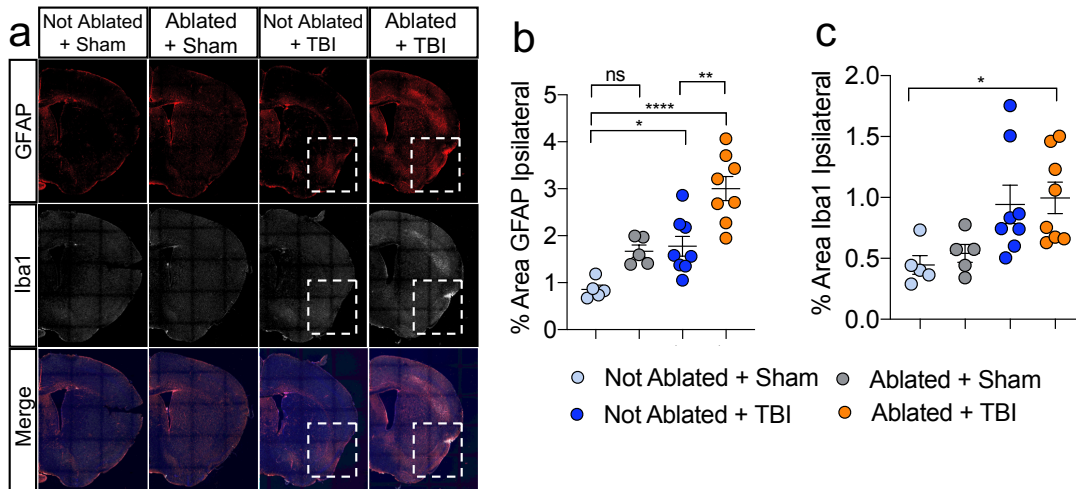 a
Not Ablated
+ Sham
Ablated
+ Sham
Not Ablated
+ TBI
Ablated
+ TBI
GFAP
Iba1
Merge
b
% Area GFAP Ipsilateral
5
4
3
2
1
0
ns
**
****
*
c
% Area Iba1 Ipsilateral
2.0
1.5
1.0
0.5
0.0
*
Not Ablated + Sham
Ablated + Sham
Not Ablated + TBI
Ablated + TBI